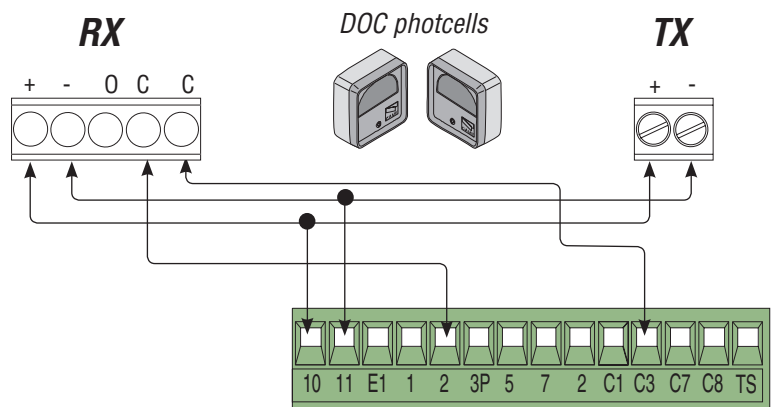 RX
DOC photcells
TX
+ - O C C
+ -
10 11 E1 1 2 3P 5 7 2 C1 C3 C7 C8 TS